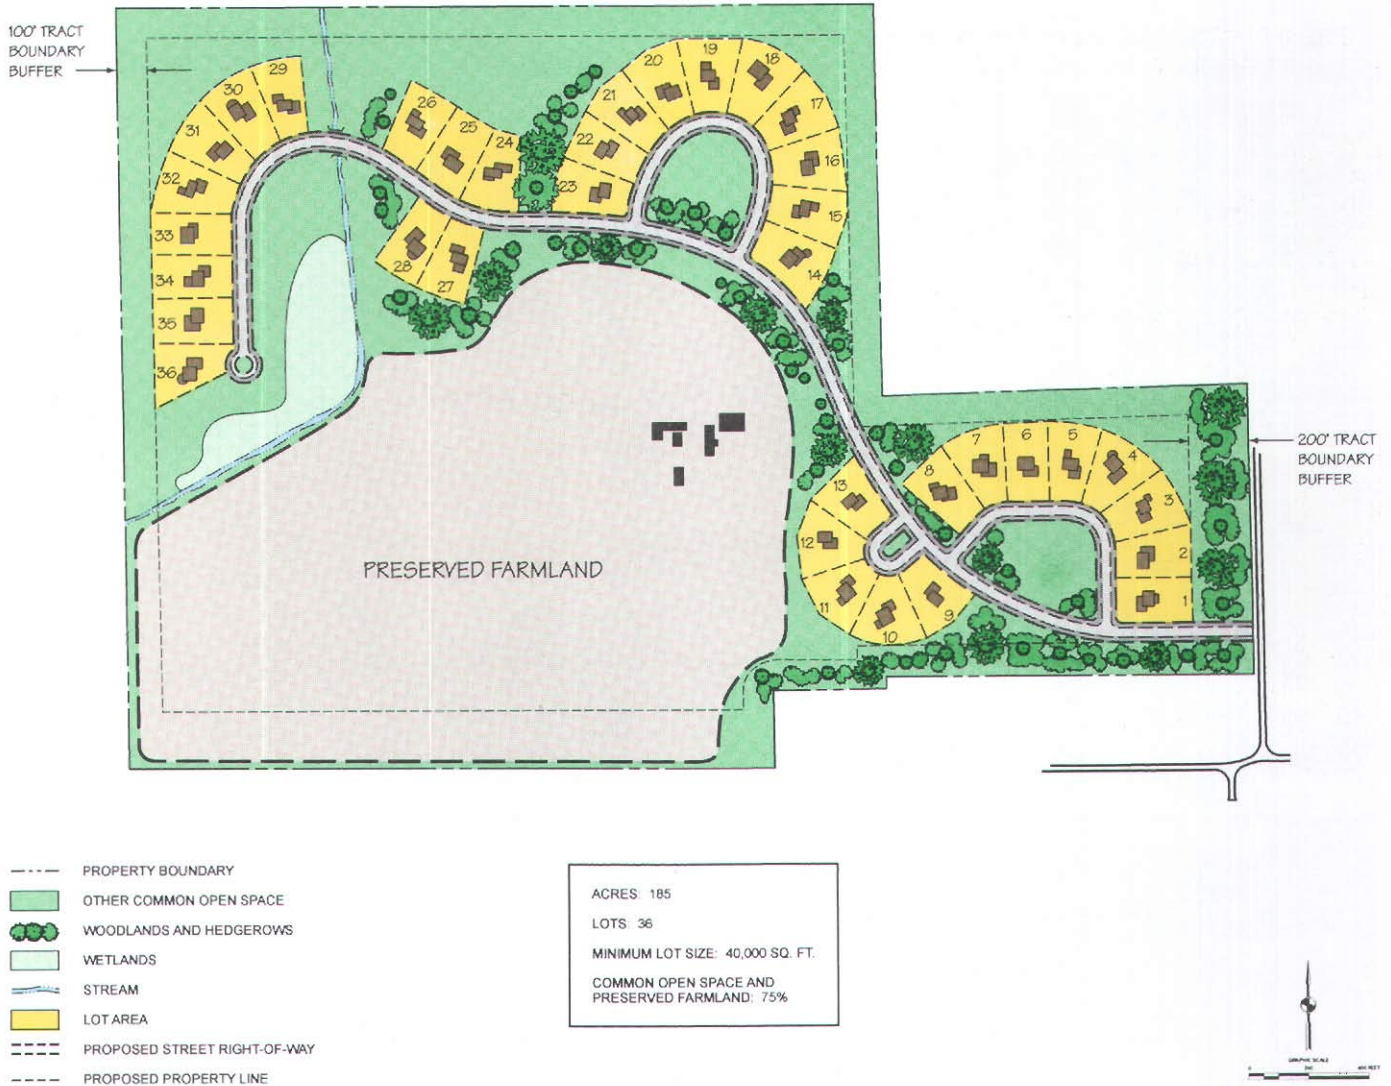 100' TRACT
BOUNDARY
BUFFER
29
30
31
32
33
34
35
36
26
25
24
28
27
19
20
18
21
17
22
16
23
15
14
7
6
5
4
8
3
13
2
12
1
11
10
9
200' TRACT
BOUNDARY
BUFFER
PRESERVED FARMLAND
PROPERTY BOUNDARY
OTHER COMMON OPEN SPACE
WOODLANDS AND HEDGEROWS
WETLANDS
STREAM
LOT AREA
PROPOSED STREET RIGHT-OF-WAY
PROPOSED PROPERTY LINE
ACRES: 185
LOTS: 36
MINIMUM LOT SIZE: 40,000 SQ. FT.
COMMON OPEN SPACE AND
PRESERVED FARMLAND: 75%
GRAPHIC SCALE